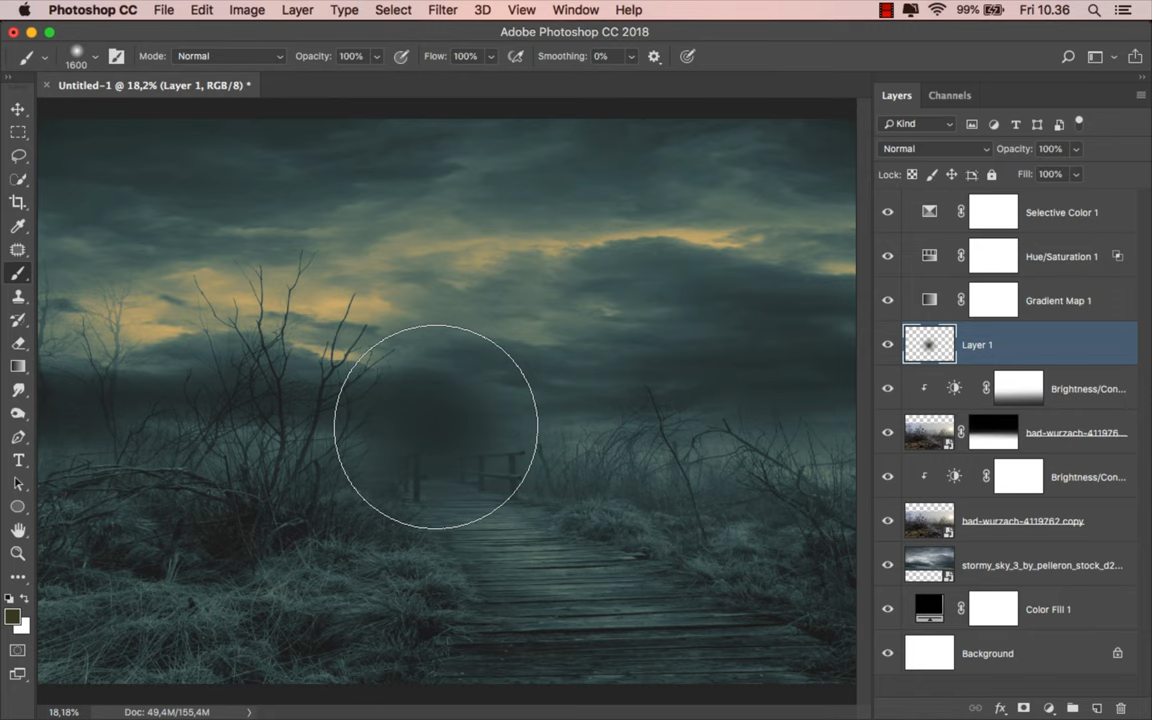 Photoshop CC File Edit Image Layer Type Select Filter 3D View Window Help 99% Fri 10.36
Adobe Photoshop CC 2018
1600 Mode: Normal Opacity: 100% Flow: 100% Smoothing: 0%
Untitled-1 @ 18,2% (Layer 1, RGB/8) *
Layers Channels
Kind
Normal Opacity: 100%
Lock: Fill: 100%
Selective Color 1
Hue/Saturation 1
Gradient Map 1
Layer 1
Brightness/Con...
bad-wurzach-411976...
Brightness/Con...
bad-wurzach-4119762 copy
stormy_sky_3_by_pelleron_stock_d2...
Color Fill 1
Background
18,18% Doc: 49,4M/155,4M